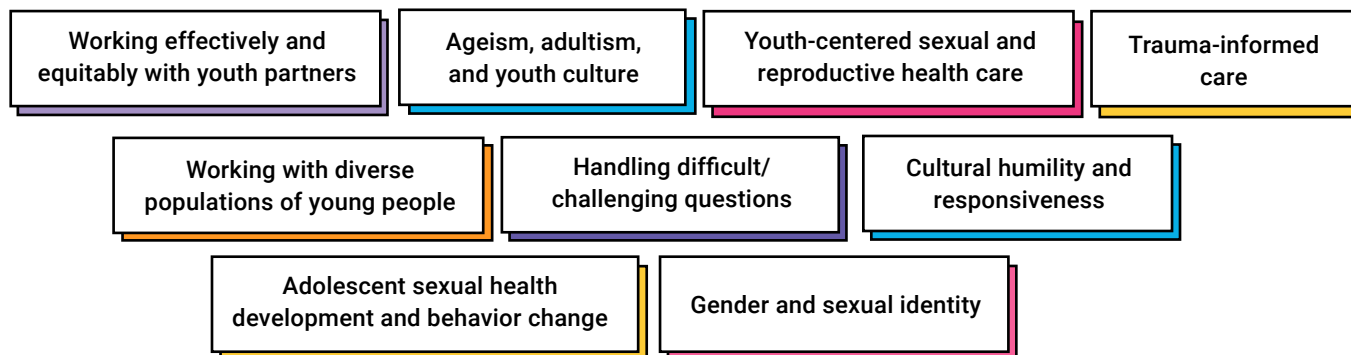 Working effectively and
equitably with youth partners
Ageism, adultism,
and youth culture
Youth-centered sexual and
reproductive health care
Trauma-informed
care
Working with diverse
populations of young people
Handling difficult/
challenging questions
Cultural humility and
responsiveness
Adolescent sexual health
development and behavior change
Gender and sexual identity